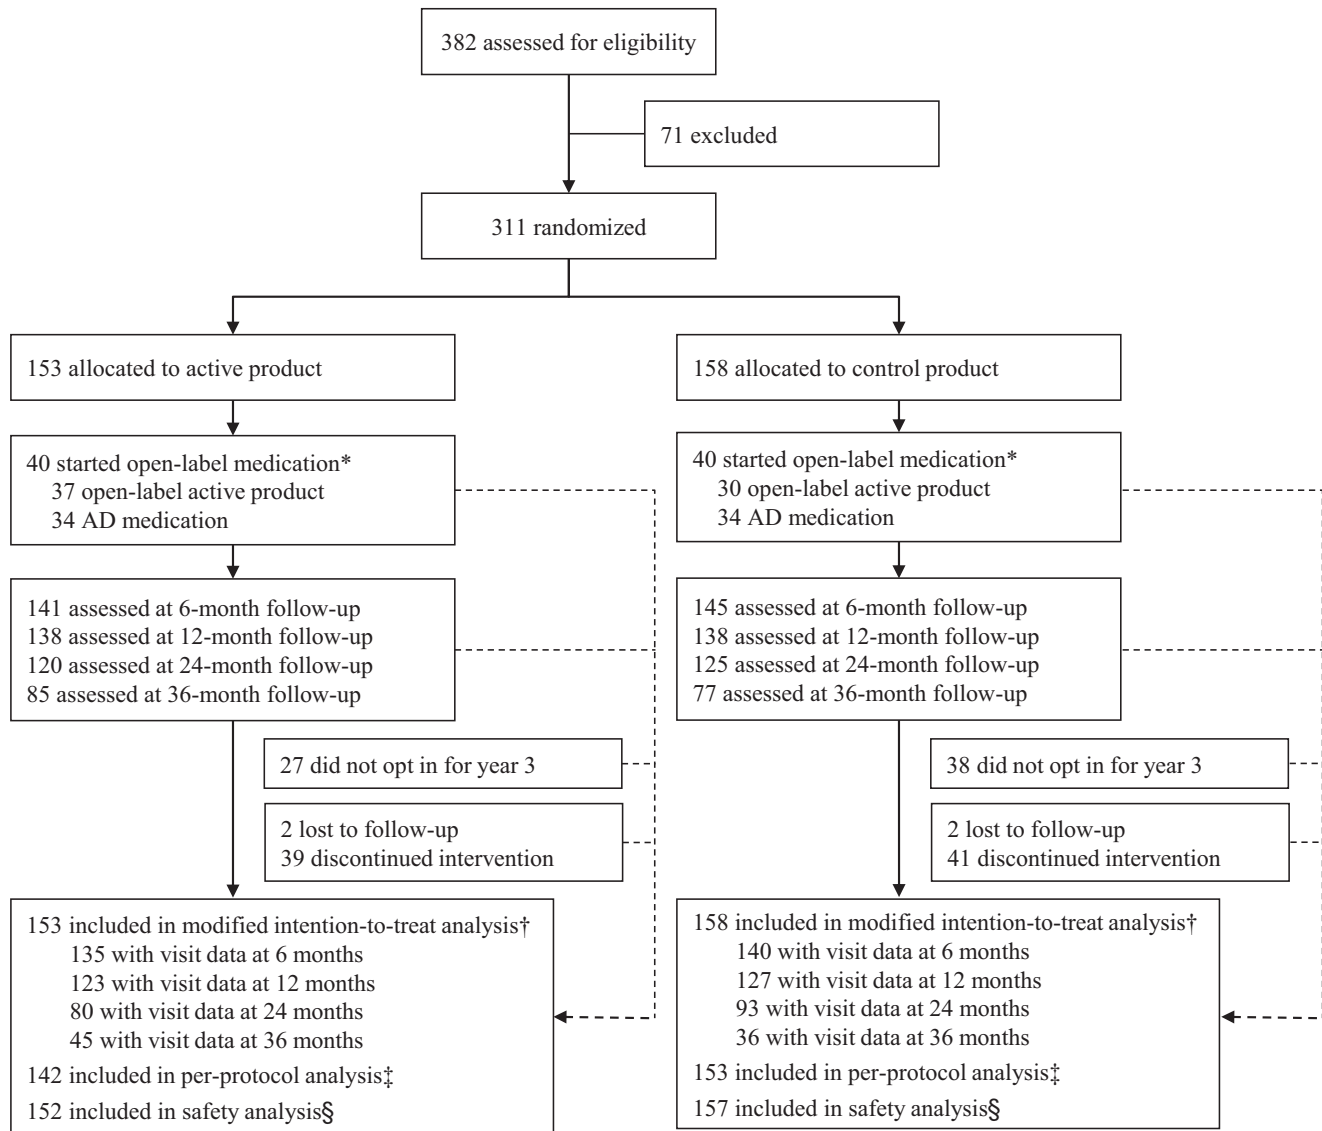 382 assessed for eligibility
71 excluded
311 randomized
153 allocated to active product
158 allocated to control product
40 started open-label medication*
37 open-label active product
34 AD medication
40 started open-label medication*
30 open-label active product
34 AD medication
141 assessed at 6-month follow-up
138 assessed at 12-month follow-up
120 assessed at 24-month follow-up
85 assessed at 36-month follow-up
145 assessed at 6-month follow-up
138 assessed at 12-month follow-up
125 assessed at 24-month follow-up
77 assessed at 36-month follow-up
27 did not opt in for year 3
38 did not opt in for year 3
2 lost to follow-up
39 discontinued intervention
2 lost to follow-up
41 discontinued intervention
153 included in modified intention-to-treat analysis†
135 with visit data at 6 months
123 with visit data at 12 months
80 with visit data at 24 months
45 with visit data at 36 months
142 included in per-protocol analysis‡
152 included in safety analysis§
158 included in modified intention-to-treat analysis†
140 with visit data at 6 months
127 with visit data at 12 months
93 with visit data at 24 months
36 with visit data at 36 months
153 included in per-protocol analysis‡
157 included in safety analysis§